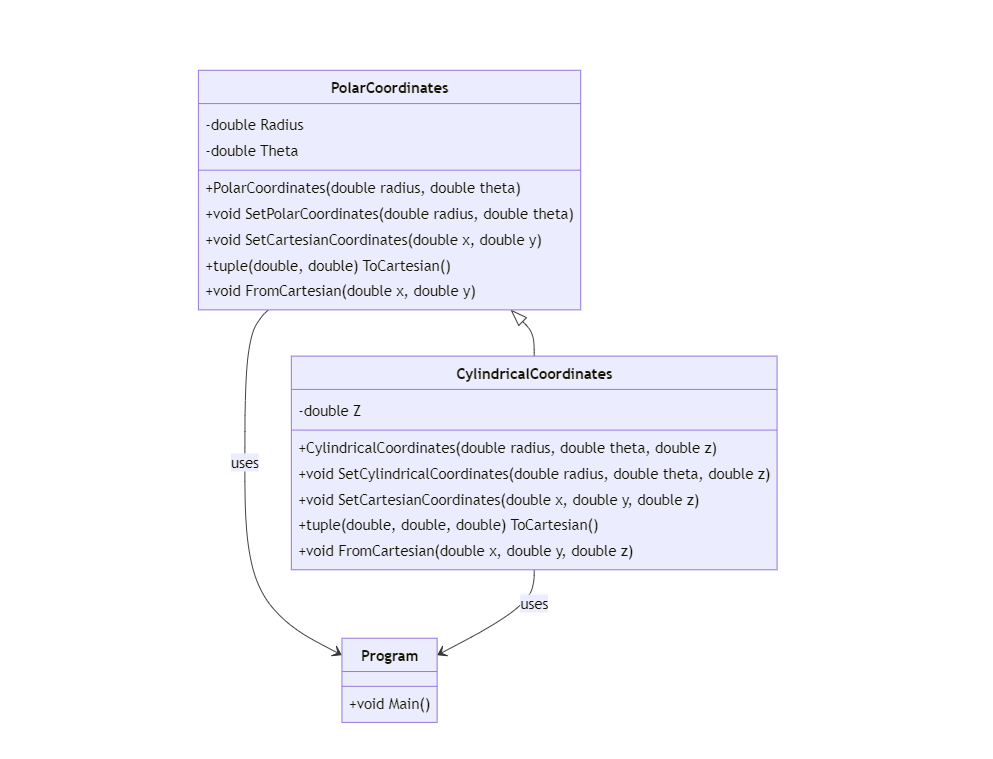 PolarCoordinates
-double Radius
-double Theta
+PolarCoordinates(double radius, double theta)
+void SetPolarCoordinates(double radius, double theta)
+void SetCartesianCoordinates(double x, double y)
+tuple(double, double) ToCartesian()
+void FromCartesian(double x, double y)
CylindricalCoordinates
-double Z
+CylindricalCoordinates(double radius, double theta, double z)
+void SetCylindricalCoordinates(double radius, double theta, double z)
+void SetCartesianCoordinates(double x, double y, double z)
+tuple(double, double, double) ToCartesian()
+void FromCartesian(double x, double y, double z)
uses
uses
Program
+void Main()